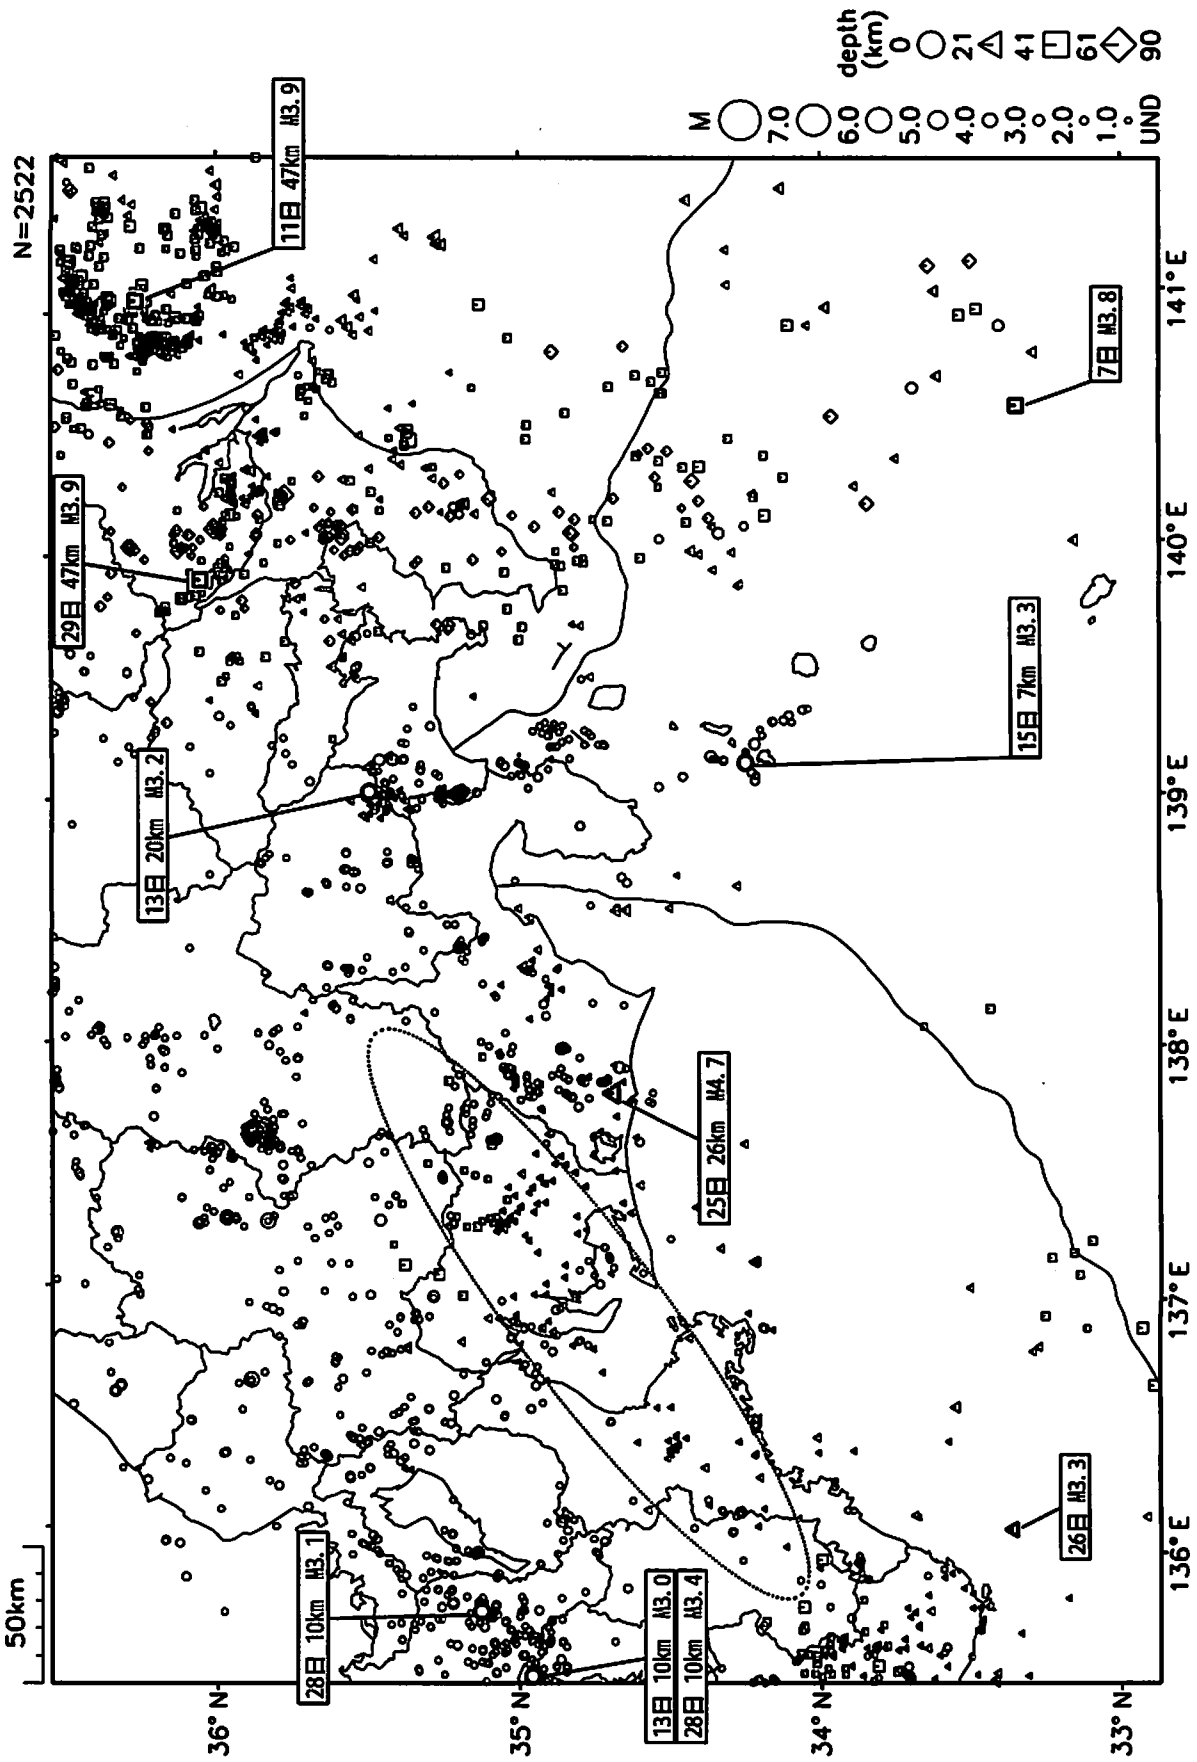 N=2522
50km
29日 47km M3.9
11日 47km M3.9
13日 20km M3.2
28日 10km M3.1
13日 10km M3.0
28日 10km M3.4
25日 26km M4.7
15日 7km M3.3
7日 M3.8
26日 M3.3
36°N
35°N
34°N
33°N
136°E
137°E
138°E
139°E
140°E
141°E
M
7.0
6.0
5.0
4.0
3.0
2.0
1.0
UND
depth
(km)
0
21
41
61
90